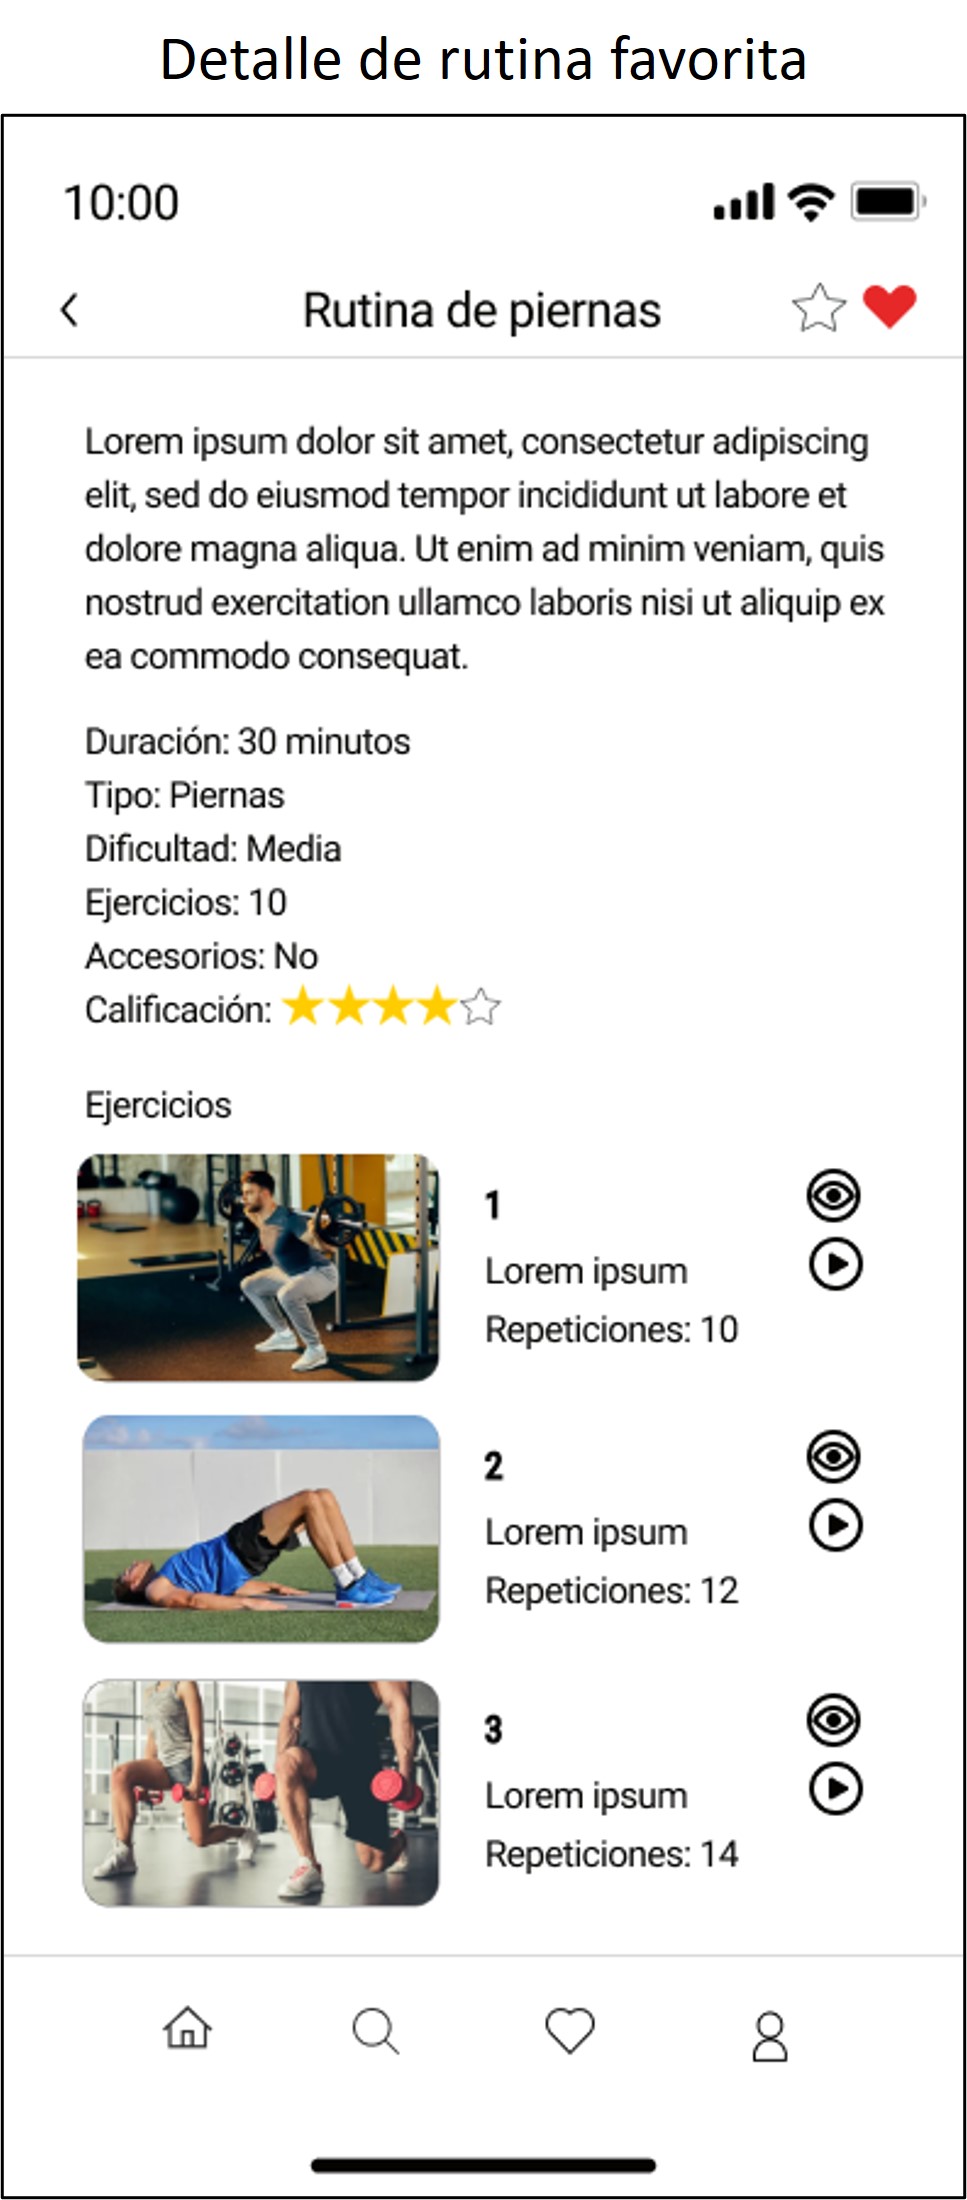 Detalle de rutina favorita
10:00
Rutina de piernas
Lorem ipsum dolor sit amet, consectetur adipiscing
elit, sed do eiusmod tempor incididunt ut labore et
dolore magna aliqua. Ut enim ad minim veniam, quis
nostrud exercitation ullamco laboris nisi ut aliquip ex
ea commodo consequat.
Duración: 30 minutos
Tipo: Piernas
Dificultad: Media
Ejercicios: 10
Accesorios: No
Calificación:
Ejercicios
1
Lorem ipsum
Repeticiones: 10
2
Lorem ipsum
Repeticiones: 12
3
Lorem ipsum
Repeticiones: 14